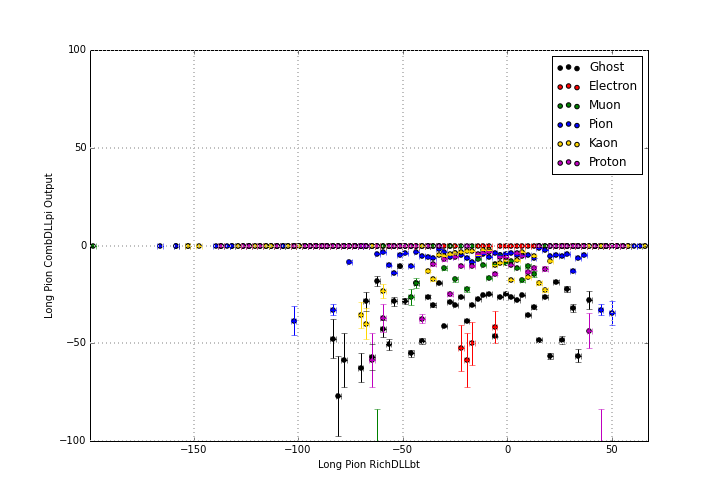 100
50
0
−50
−100
Long Pion CombDLLpi Output
Ghost
Electron
Muon
Pion
Kaon
Proton
−150
−100
−50
0
50
Long Pion RichDLLbt